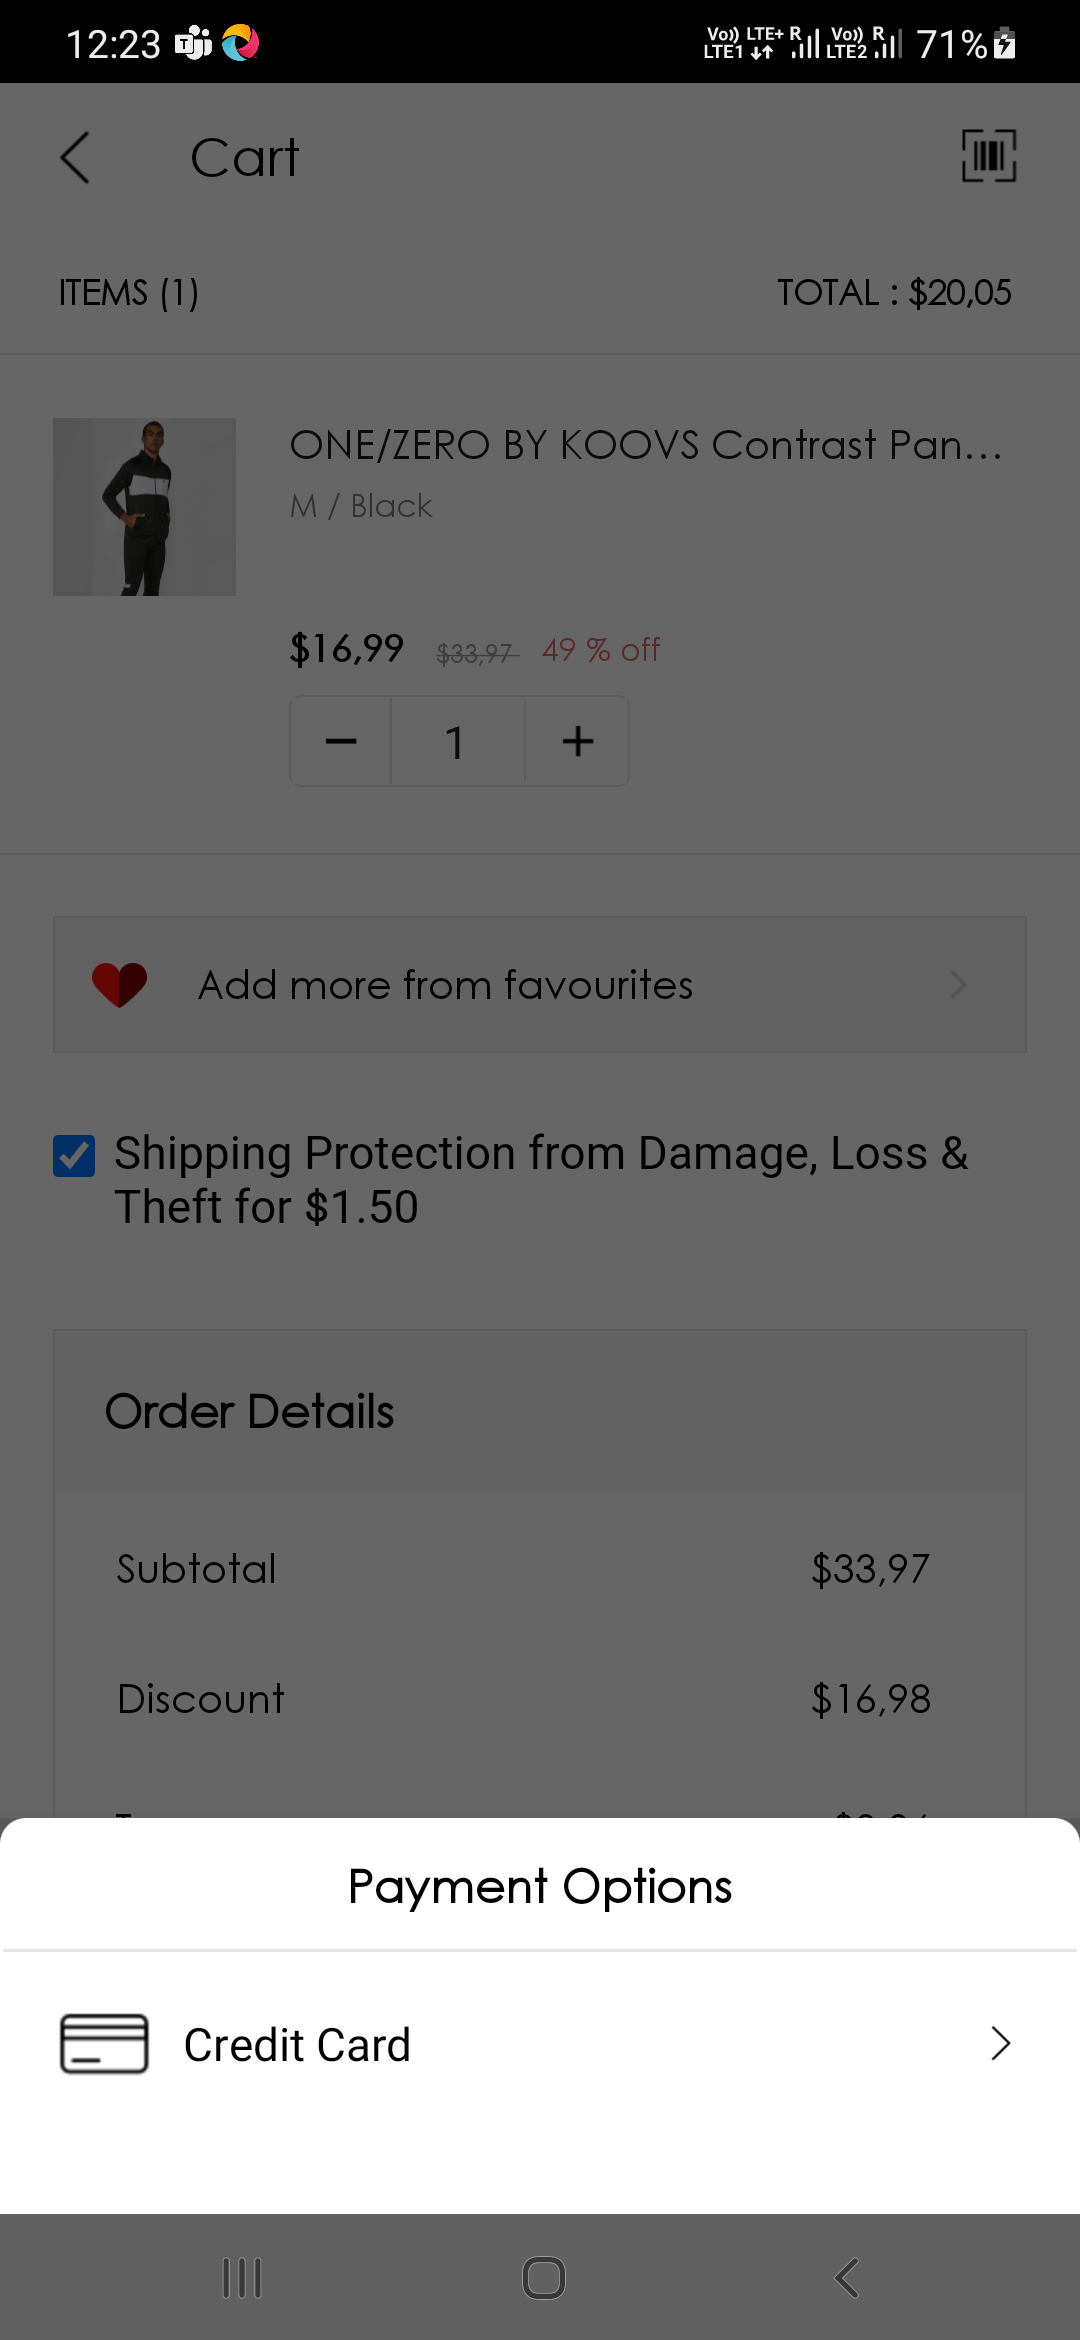 12:23
Vo)) LTE+ R Vo)) R 71%
LTE1 LTE2
Cart
ITEMS (1) TOTAL : $20,05
ONE/ZERO BY KOOVS Contrast Pan...
M / Black
$16,99 $33,97 49 % off
1
Add more from favourites
Shipping Protection from Damage, Loss &
Theft for $1.50
Order Details
Subtotal $33,97
Discount $16,98
Payment Options
Credit Card